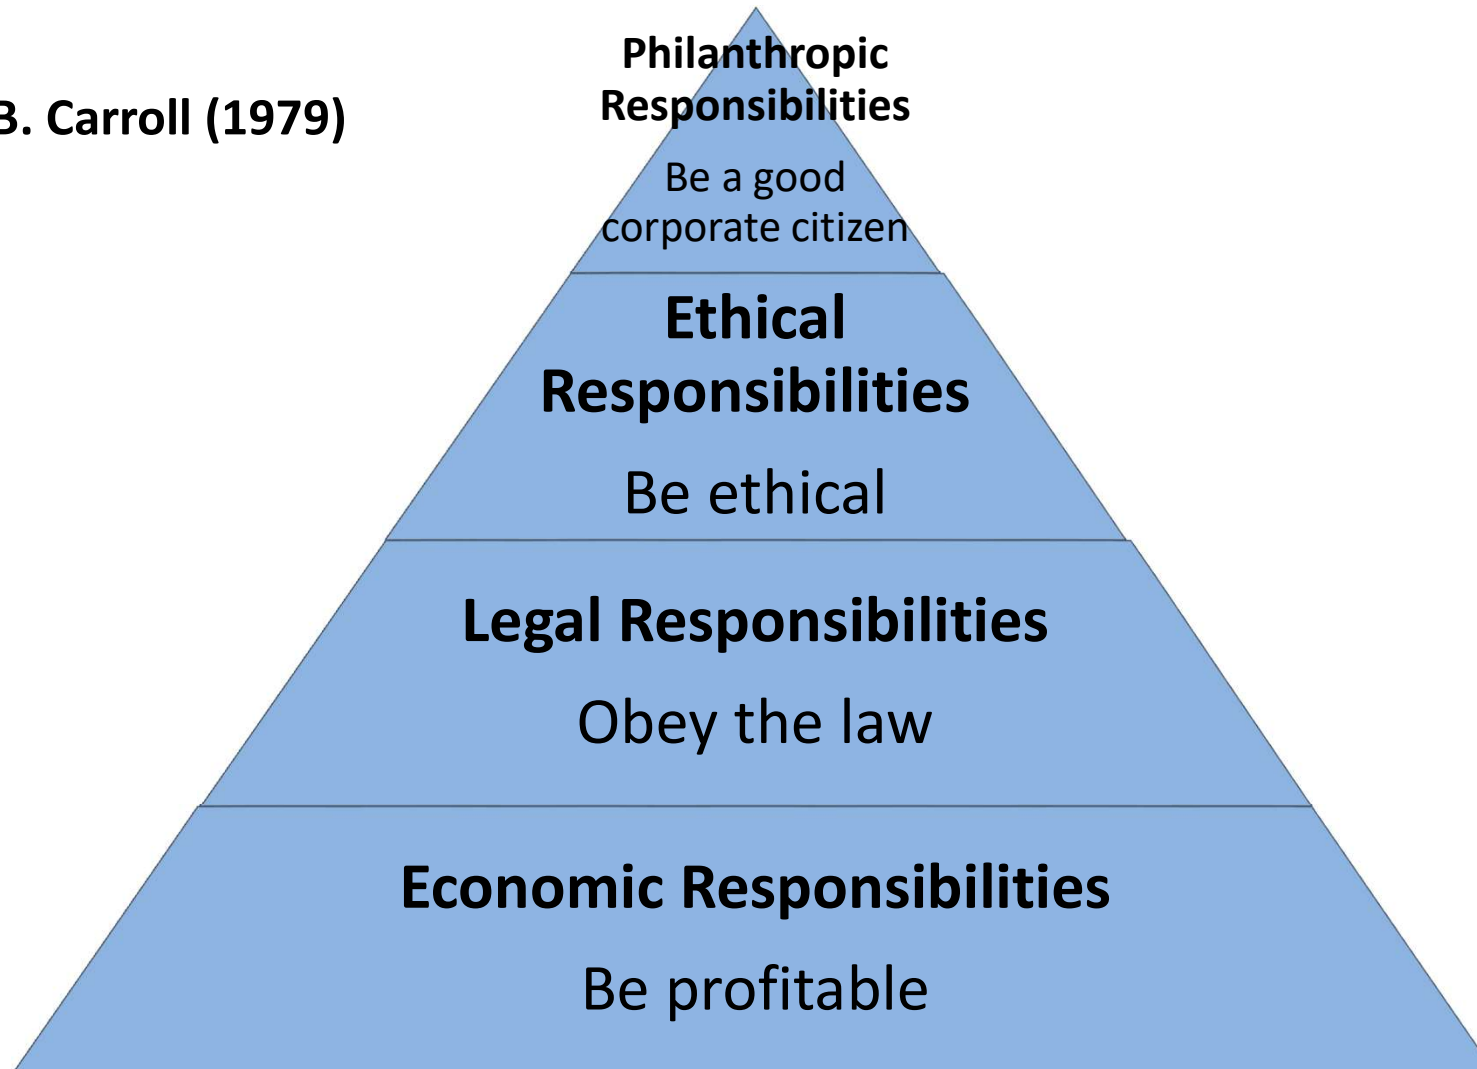 B. Carroll (1979)
Philanthropic
Responsibilities
Be a good
corporate citizen
Ethical
Responsibilities
Be ethical
Legal Responsibilities
Obey the law
Economic Responsibilities
Be profitable